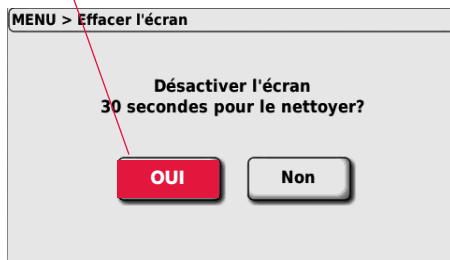 MENU > Effacer l'écran
Désactiver l'écran
30 secondes pour le nettoyer?
OUI
Non